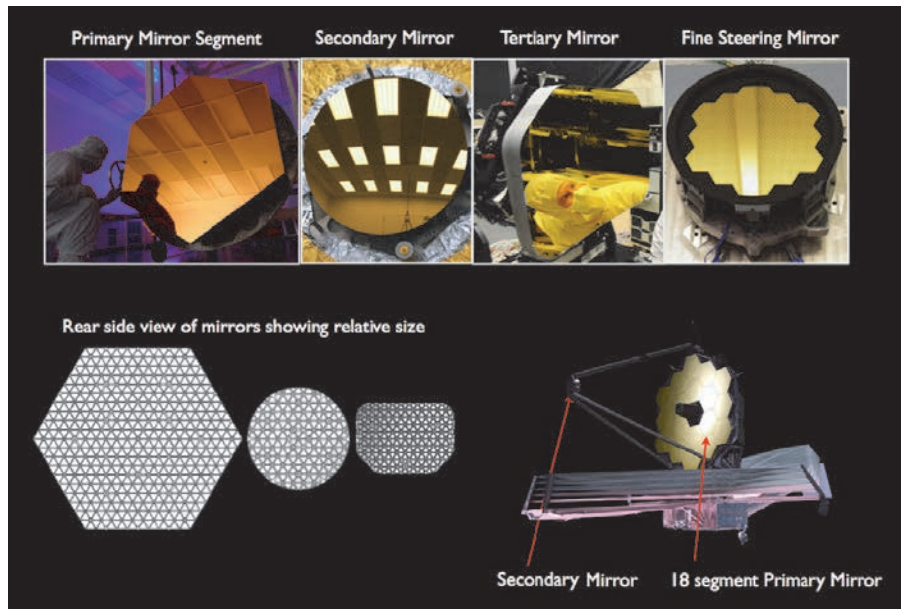 Primary Mirror Segment
Secondary Mirror
Tertiary Mirror
Fine Steering Mirror
Rear side view of mirrors showing relative size
Secondary Mirror
18 segment Primary Mirror